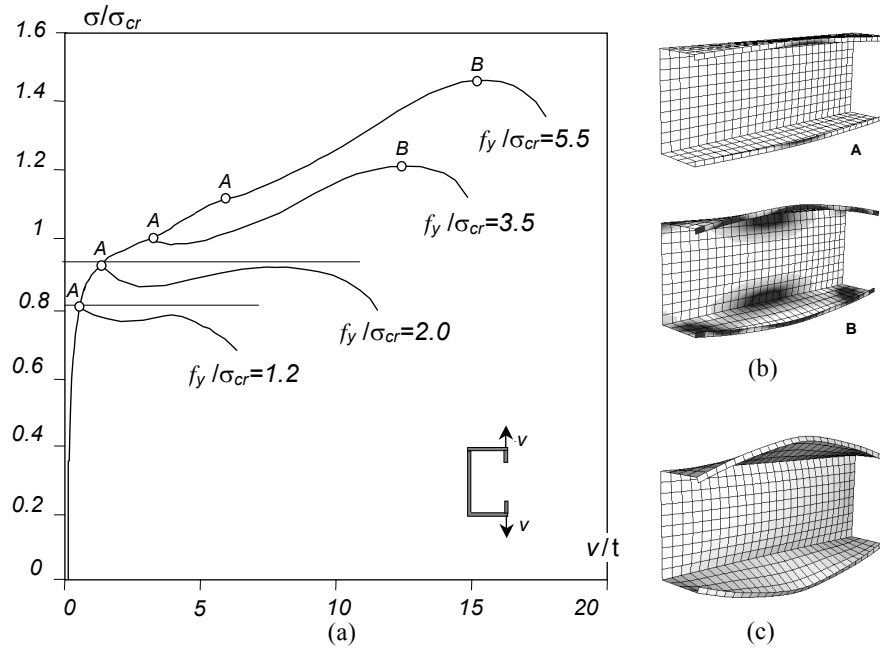 σ/σcr
1.6
1.4
1.2
1
0.8
0.6
0.4
0.2
0
0
5
10
15
20
v/t
A
A
A
A
B
B
fy/σcr=5.5
fy/σcr=3.5
fy/σcr=2.0
fy/σcr=1.2
v
v
(a)
A
B
(b)
(c)